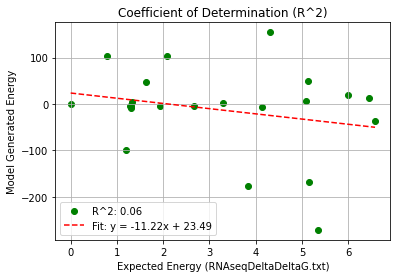 Coefficient of Determination (R^2)
Model Generated Energy
100
0
−100
−200
R^2: 0.06
Fit: y = -11.22x + 23.49
0 1 2 3 4 5 6
Expected Energy (RNAseqDeltaDeltaG.txt)